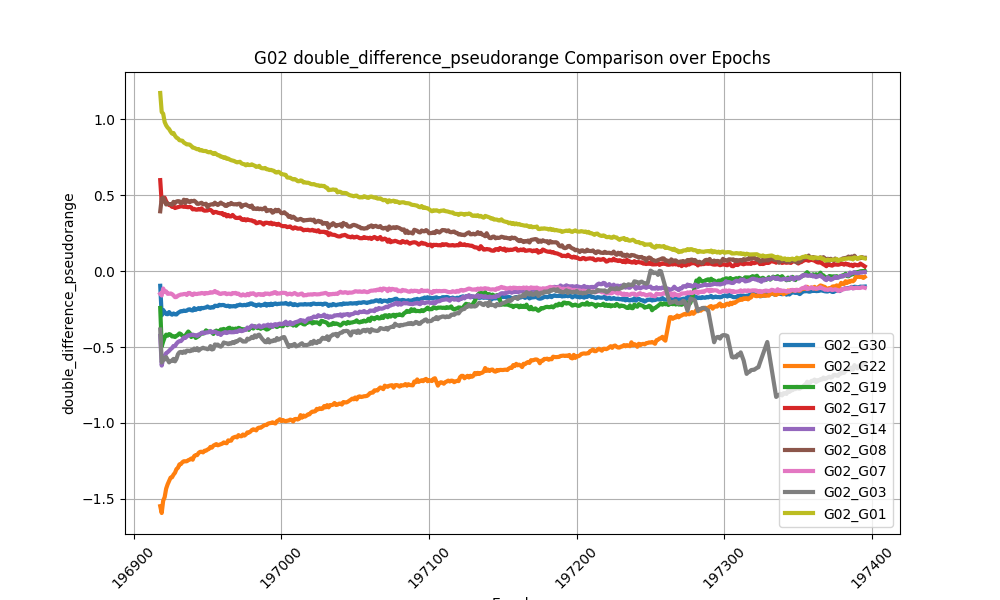 G02 double_difference_pseudorange Comparison over Epochs
double_difference_pseudorange
1.0
0.5
0.0
−0.5
−1.0
−1.5
196900
197000
197100
197200
197300
197400
G02_G30
G02_G22
G02_G19
G02_G17
G02_G14
G02_G08
G02_G07
G02_G03
G02_G01